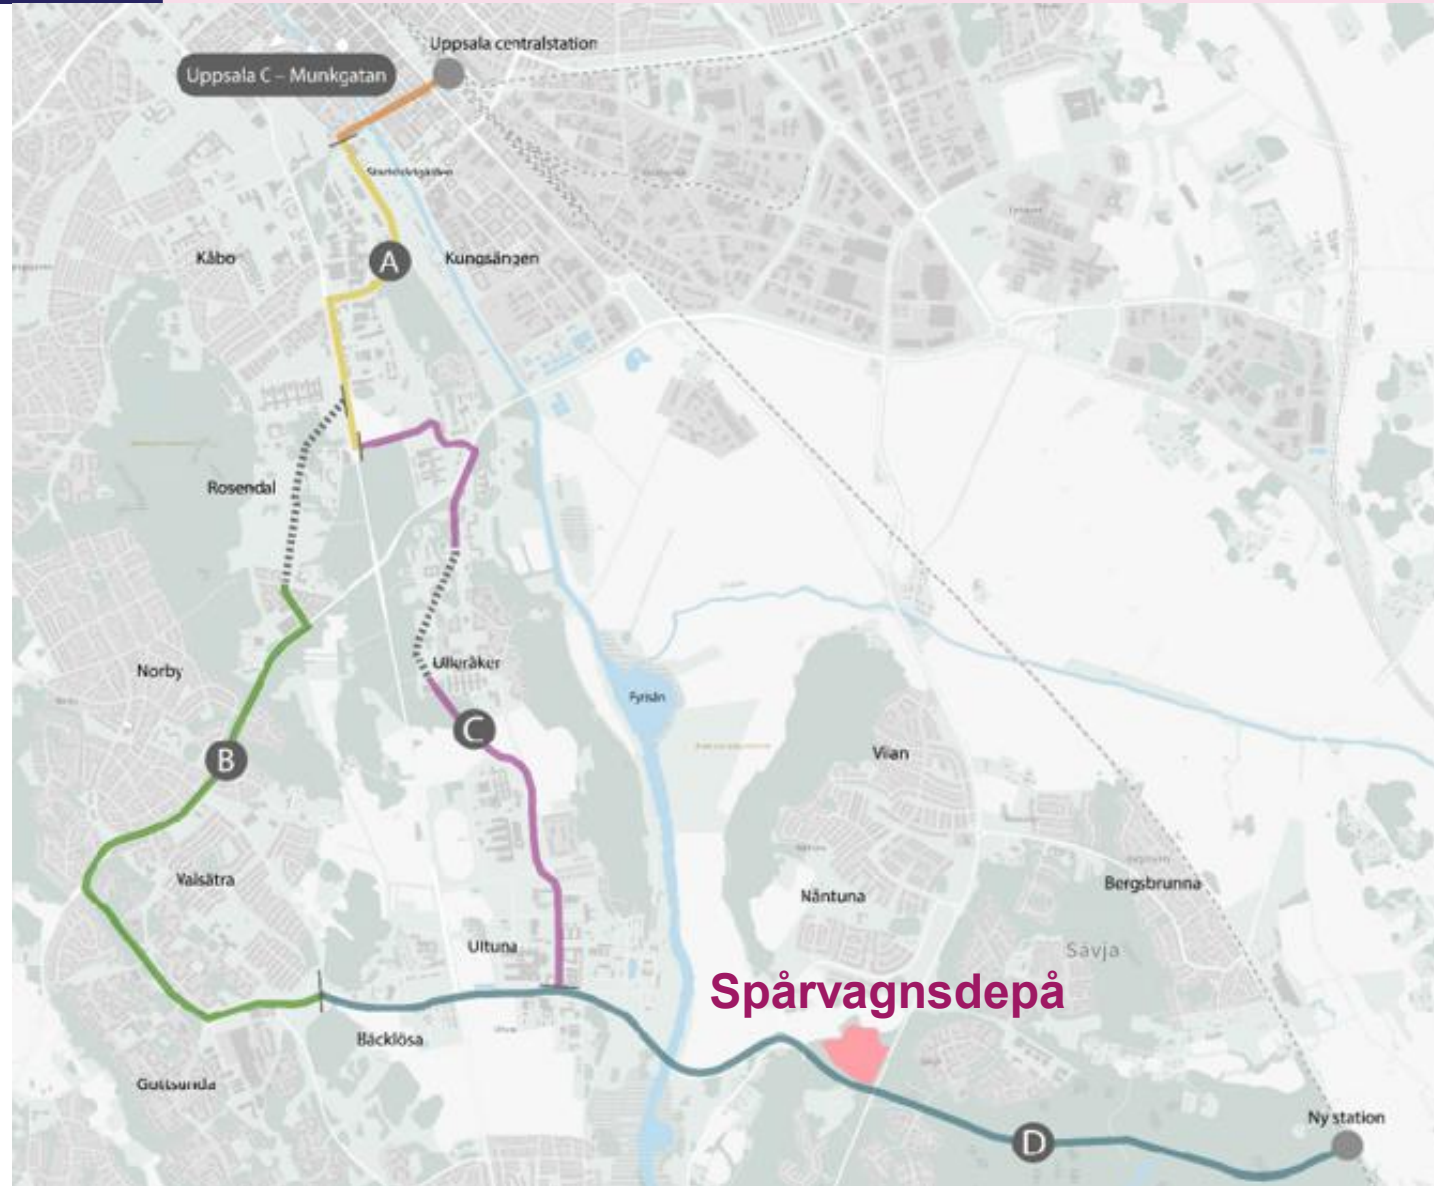 Uppsala centralstation
Uppsala C – Munkgatan
Kåbo
A
Kungsängen
Rosendal
Norby
Ulleråker
Fyrisån
C
B
Vilan
Valsätra
Nåntuna
Bergsbrunna
Ultuna
Sävja
Spårvagnsdepå
Bäcklösa
Gottsunda
Ny station
D